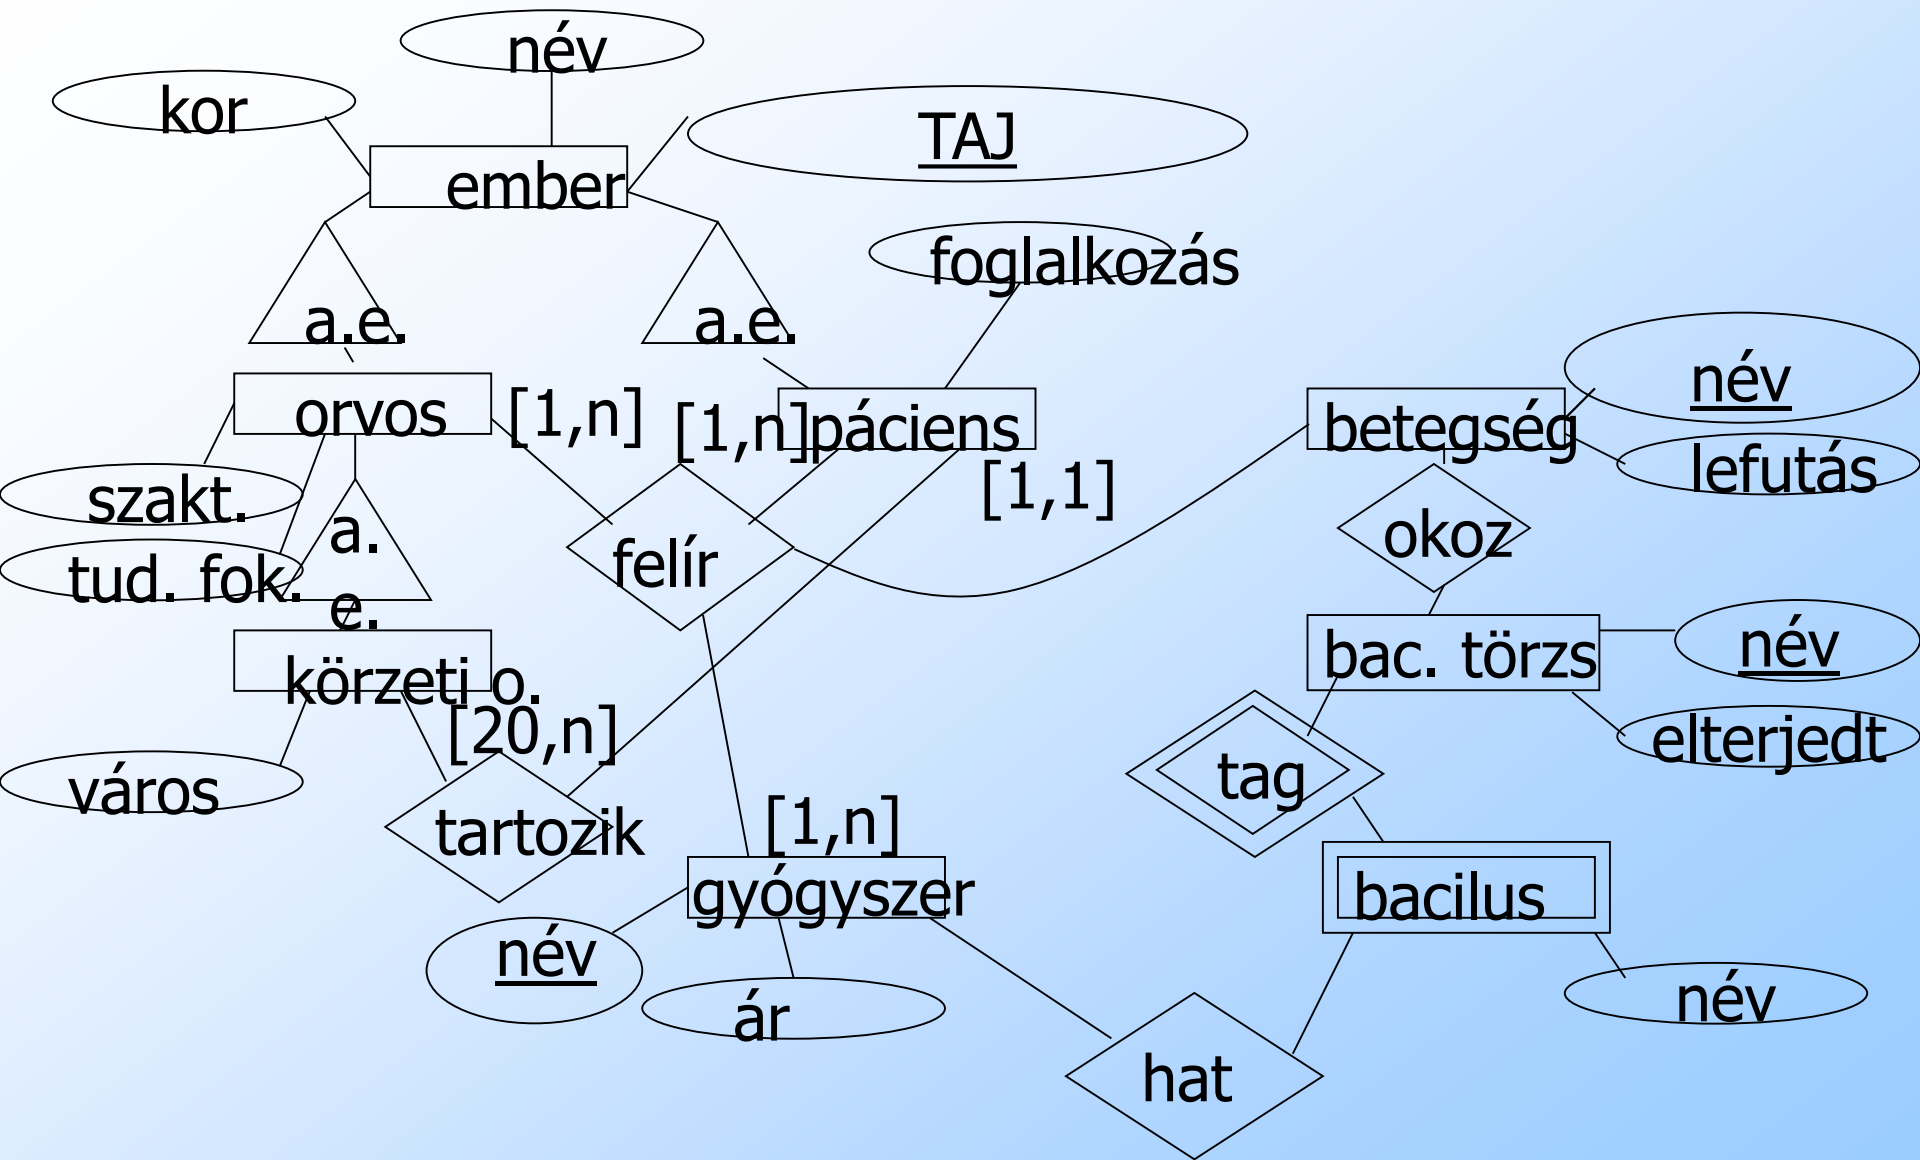 név
kor
TAJ
ember
foglalkozás
a.e.
a.e.
név
orvos
[1,n]
[1,n]
páciens
betegség
lefutás
[1,1]
szakt.
a.
e.
okoz
felír
tud. fok.
név
bac. törzs
körzeti o.
[20,n]
elterjedt
város
tag
tartozik
[1,n]
gyógyszer
bacilus
név
ár
név
hat